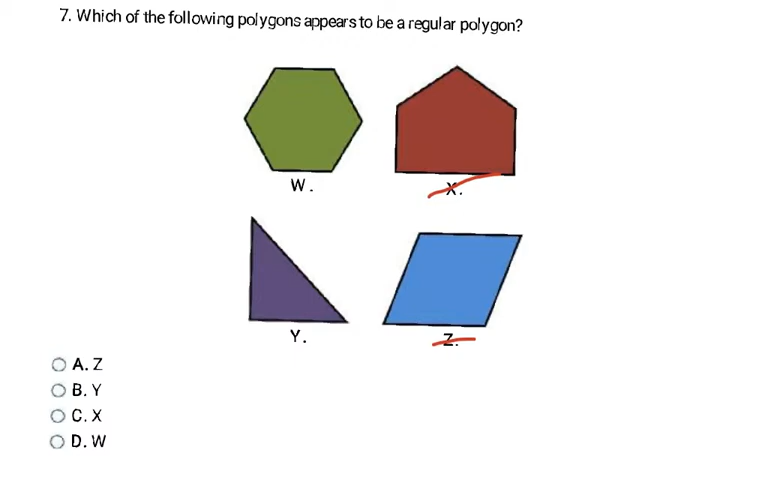 7. Which of the following polygons appears to be a regular polygon?
W.
X.
Y.
Z.
A. Z
B. Y
C. X
D. W